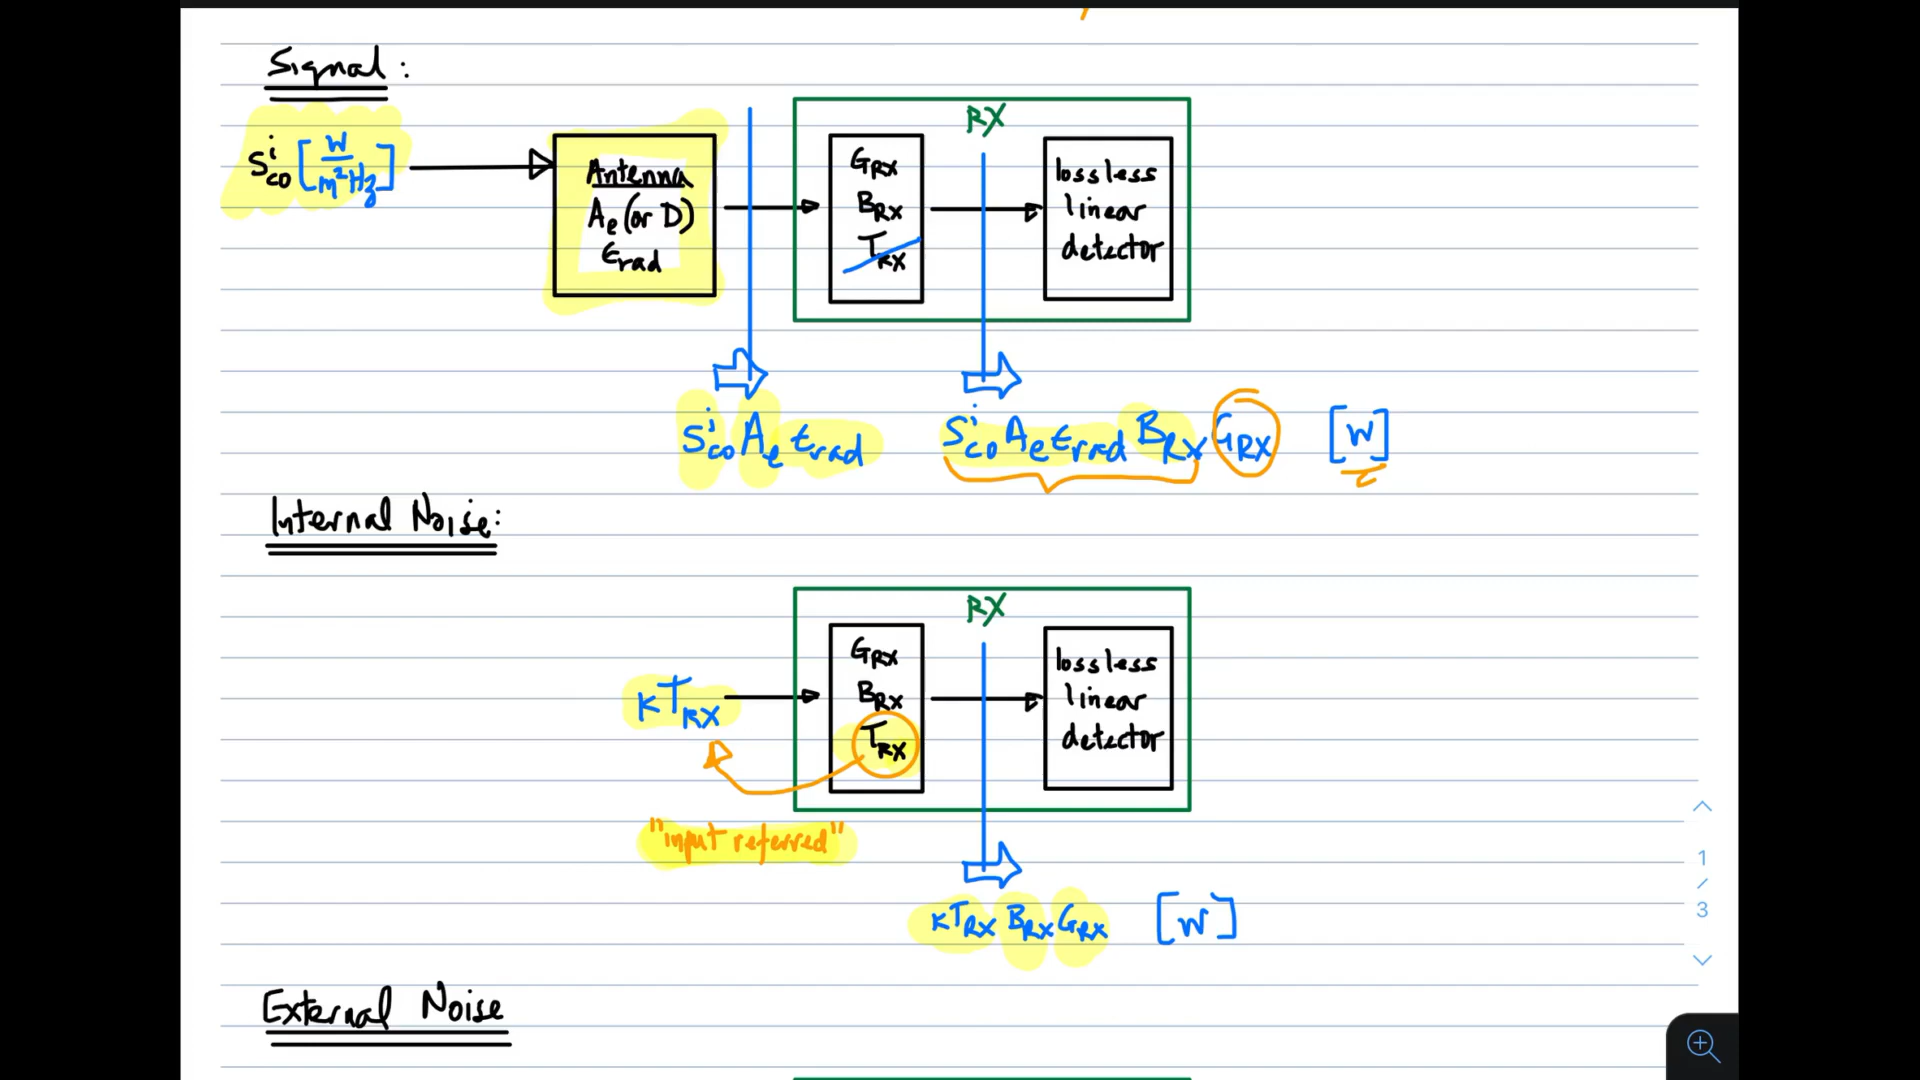 Signal:
S^i_co [W/m²Hz]
Antenna
A_e (or D)
ϵ_rad
RX
G_RX
B_RX
T_RX
lossless
linear
detector
S^i_co A_e ϵ_rad
S^i_co A_e ϵ_rad B_RX G_RX [W]
Internal Noise:
RX
KT_RX
G_RX
B_RX
T_RX
lossless
linear
detector
"input referred"
KT_RX B_RX G_RX [W]
1
/
3
External Noise